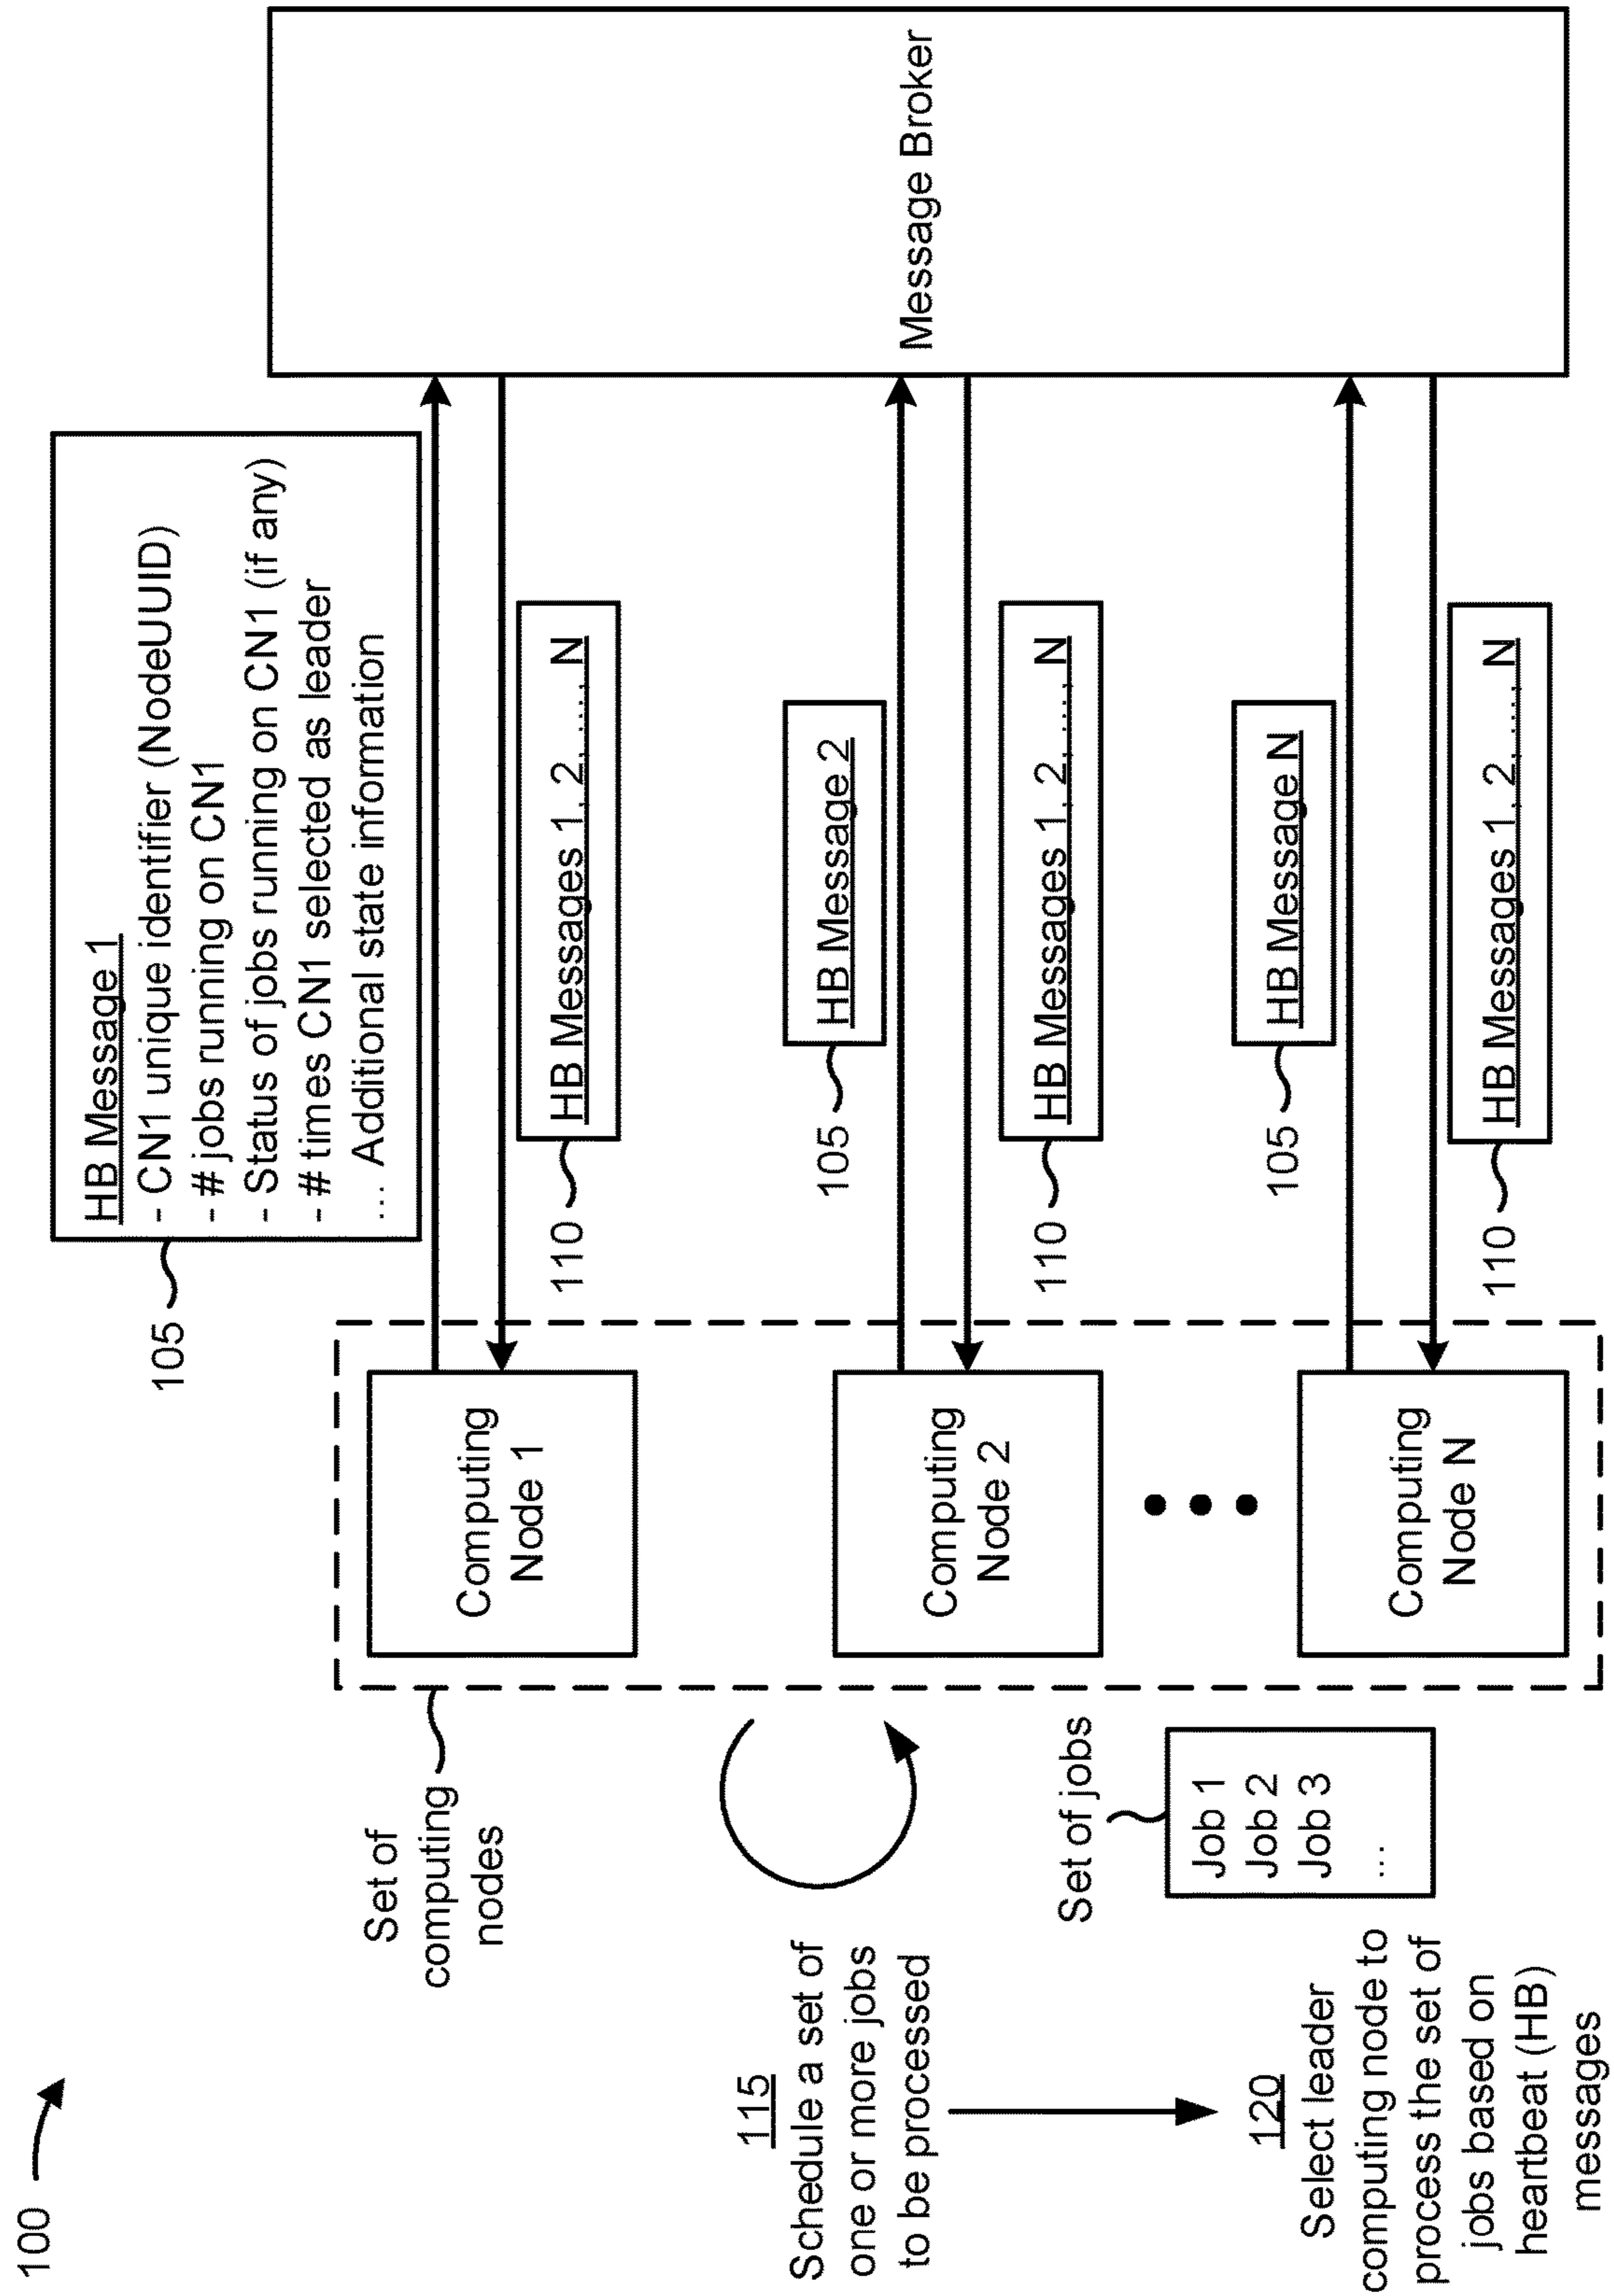 100
105
HB Message 1
- CN1 unique identifier (NodeUUID)
- # jobs running on CN1
- Status of jobs running on CN1 (if any)
- # times CN1 selected as leader
... Additional state information
Set of
computing
nodes
Computing
Node 1
110
HB Messages 1, 2, ..., N
Message Broker
115
Schedule a set of
one or more jobs
to be processed
Computing
Node 2
105
HB Message 2
110
HB Messages 1, 2, ..., N
Set of jobs
Job 1
Job 2
Job 3
...
120
Select leader
computing node to
process the set of
jobs based on
heartbeat (HB)
messages
Computing
Node N
105
HB Message N
110
HB Messages 1, 2, ..., N